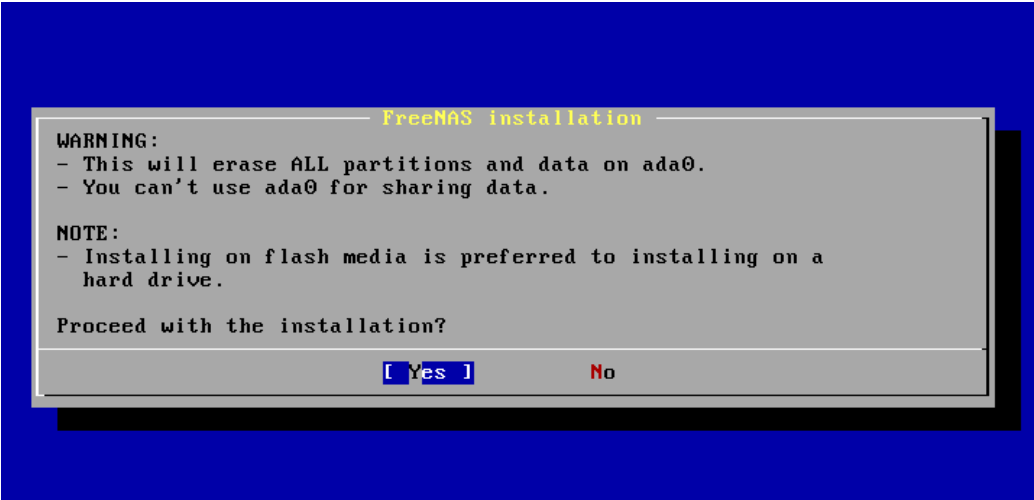 FreeNAS installation
WARNING:
- This will erase ALL partitions and data on ada0.
- You can't use ada0 for sharing data.
NOTE:
- Installing on flash media is preferred to installing on a
hard drive.
Proceed with the installation?
[ Yes ] No